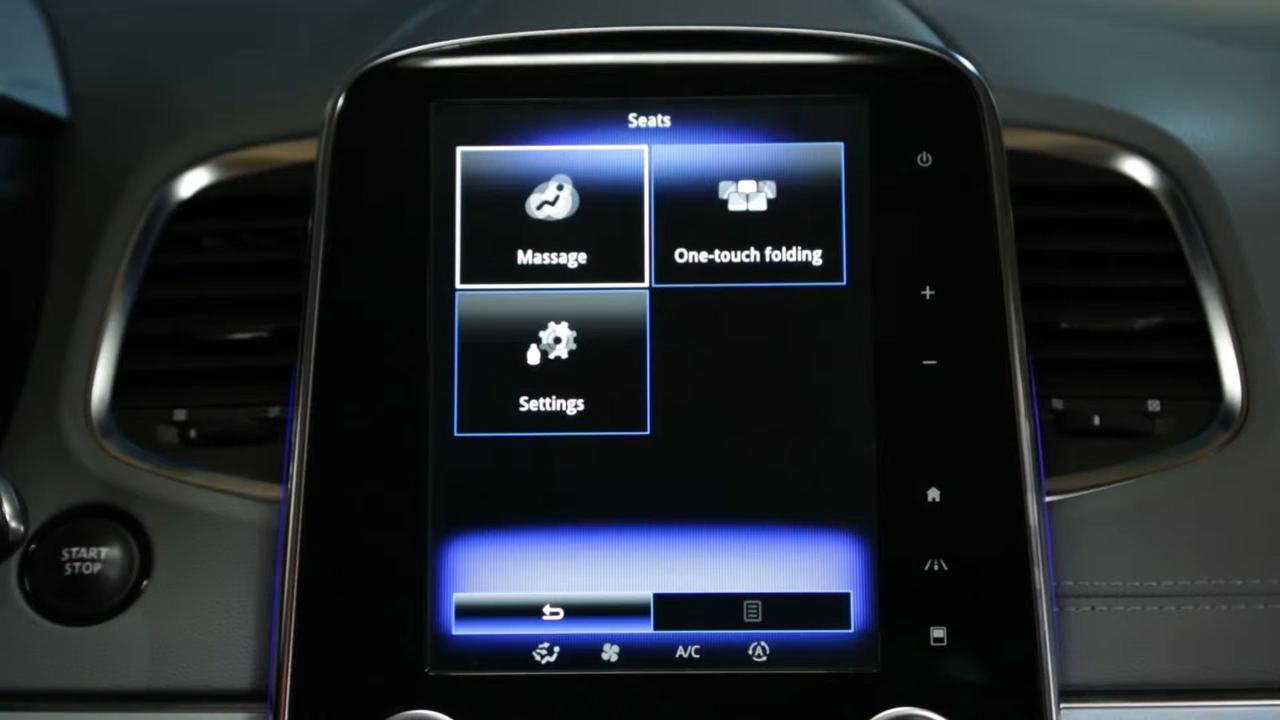 Seats
Massage
One-touch folding
Settings
START
STOP
A/C
A